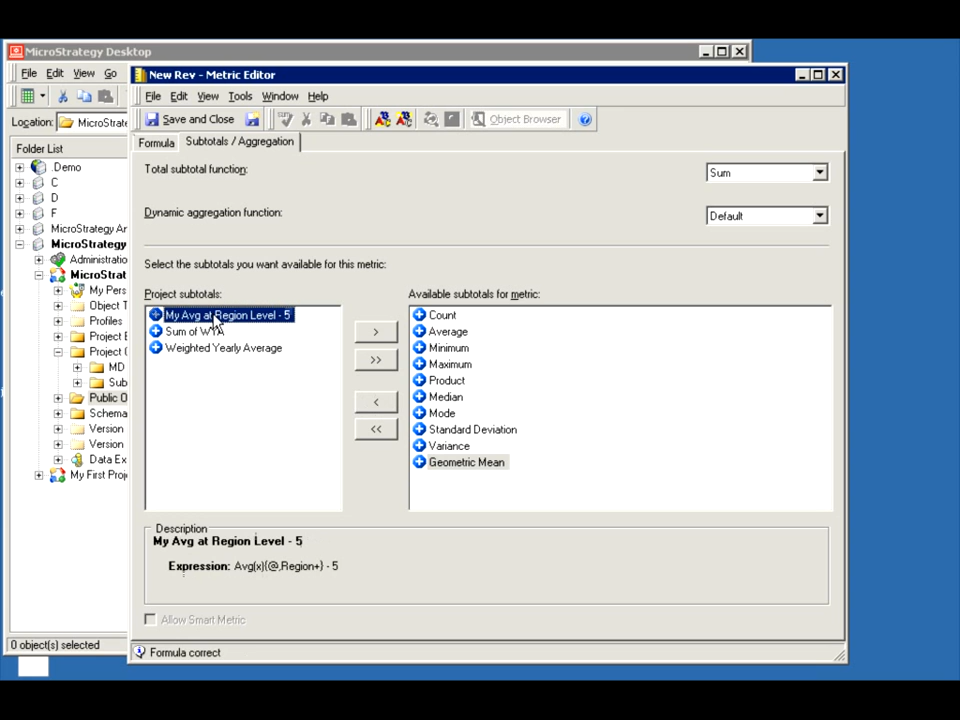 MicroStrategy Desktop
File Edit View Go
Location: MicroStrate
Folder List
.Demo
C
D
F
MicroStrategy An
MicroStrategy
Administratio
MicroStrat
My Pers
Object T
Profiles
Project E
Project (
MD
Sub
Public O
Schema
Version
Version
Data Ex
My First Proj
0 object(s) selected
New Rev - Metric Editor
File Edit View Tools Window Help
Save and Close Object Browser
Formula Subtotals / Aggregation
Total subtotal function: Sum
Dynamic aggregation function: Default
Select the subtotals you want available for this metric:
Project subtotals:
My Avg at Region Level - 5
Sum of WYA
Weighted Yearly Average
>
>>
<
<<
Available subtotals for metric:
Count
Average
Minimum
Maximum
Product
Median
Mode
Standard Deviation
Variance
Geometric Mean
Description
My Avg at Region Level - 5
Expression: Avg(x){@,Region+} - 5
Allow Smart Metric
Formula correct